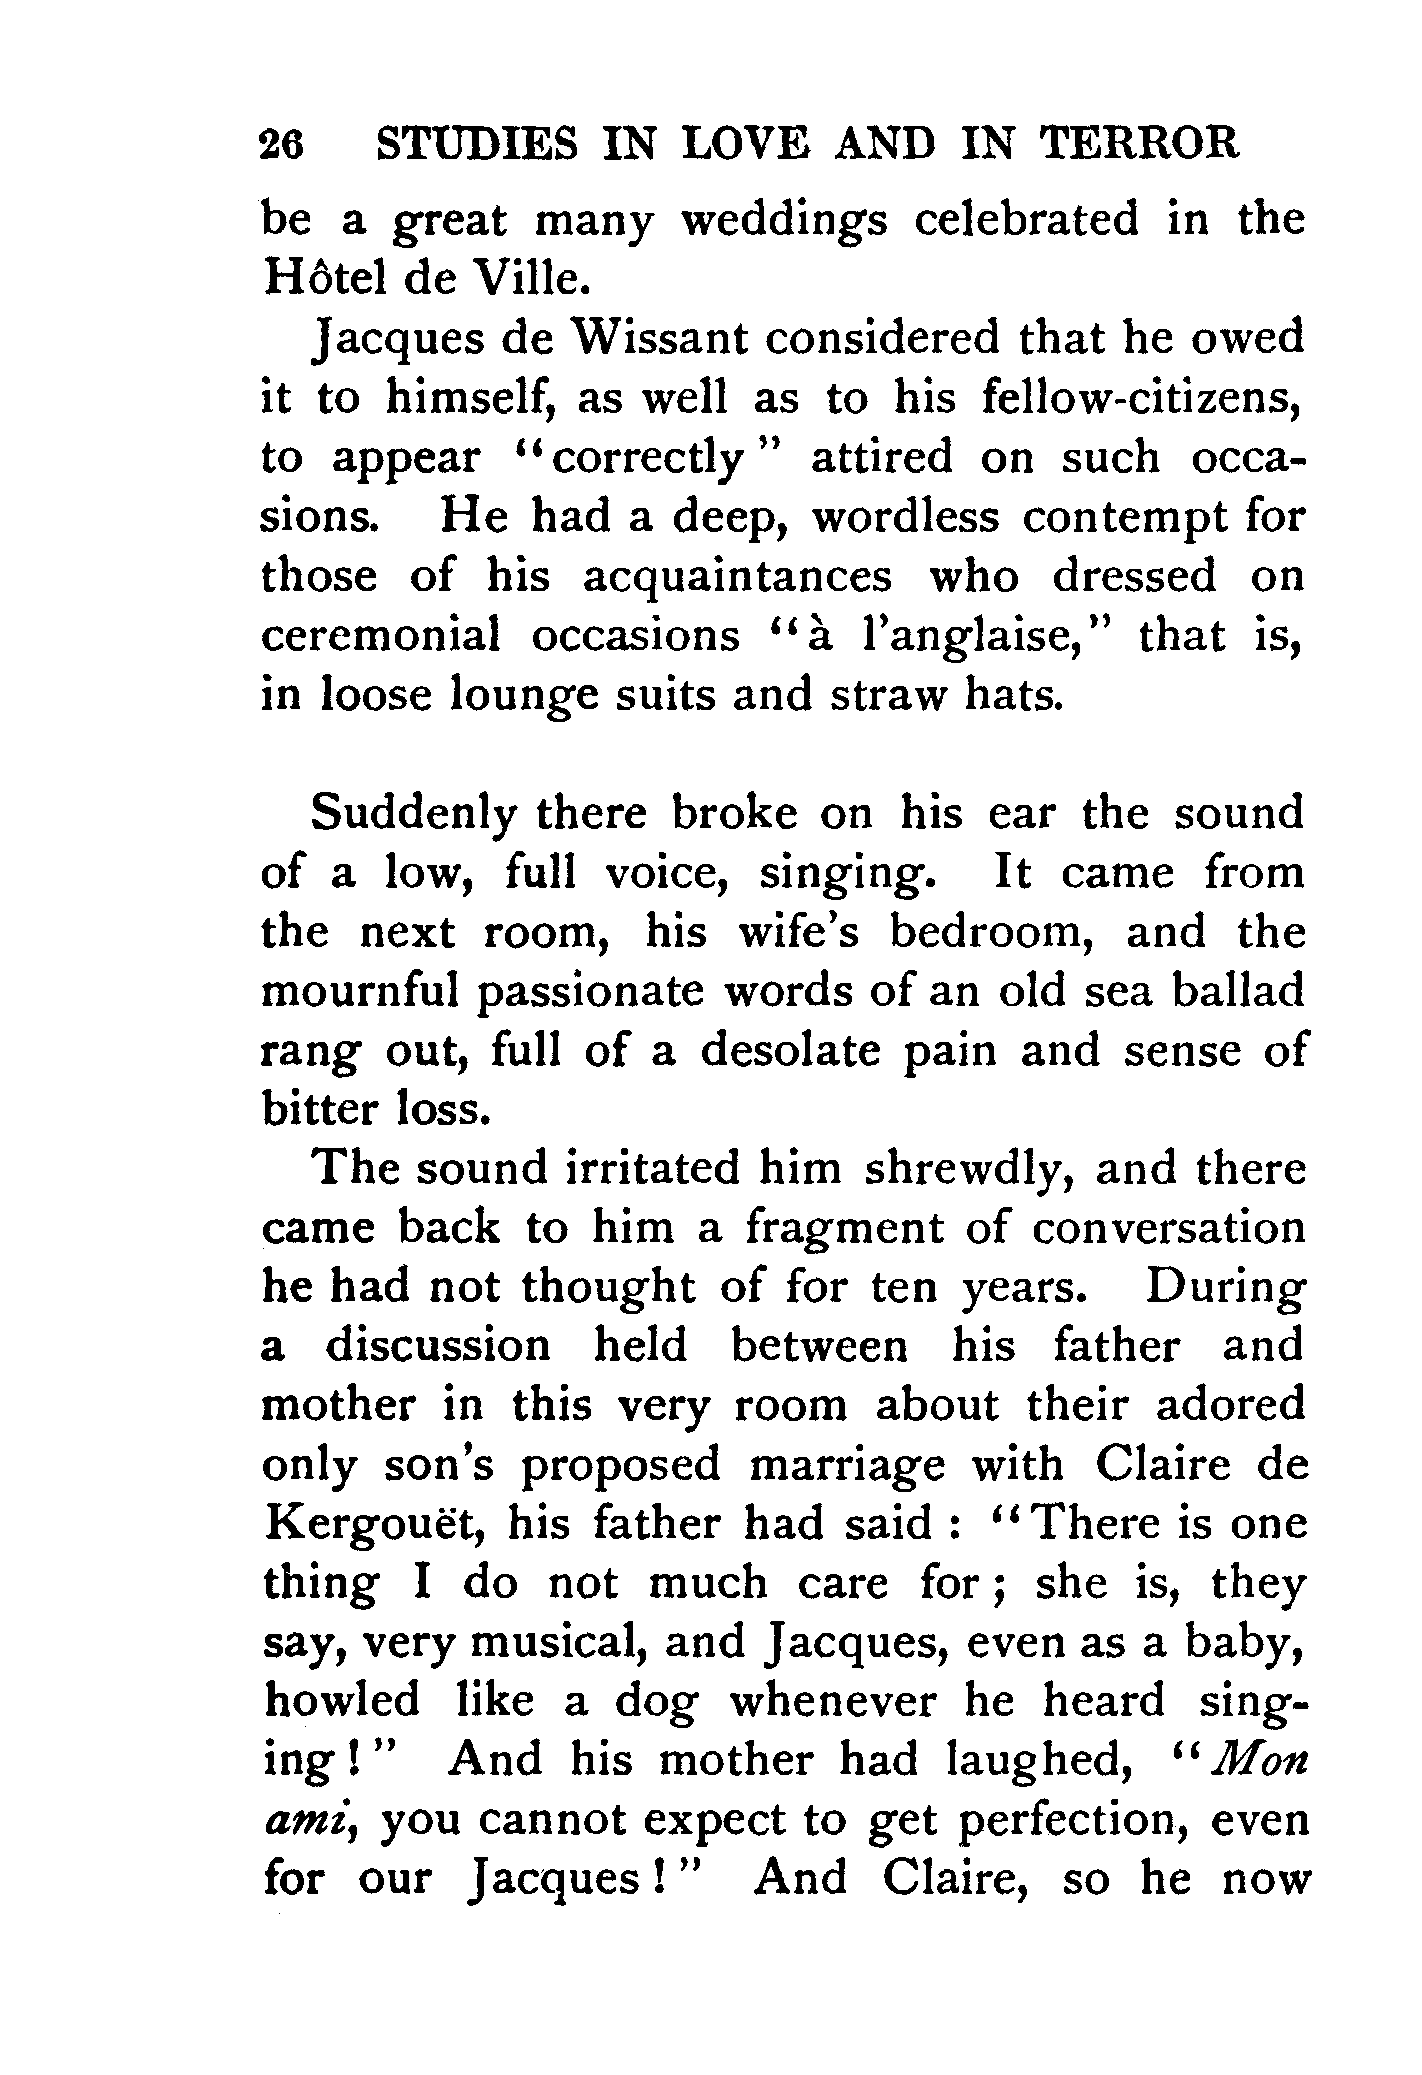 26 STUDIES IN LOVE AND IN TERROR
be a great many weddings celebrated in the
Hôtel de Ville.
Jacques de Wissant considered that he owed
it to himself, as well as to his fellow-citizens,
to appear “correctly” attired on such occa-
sions. He had a deep, wordless contempt for
those of his acquaintances who dressed on
ceremonial occasions “à l’anglaise,” that is,
in loose lounge suits and straw hats.
Suddenly there broke on his ear the sound
of a low, full voice, singing. It came from
the next room, his wife’s bedroom, and the
mournful passionate words of an old sea ballad
rang out, full of a desolate pain and sense of
bitter loss.
The sound irritated him shrewdly, and there
came back to him a fragment of conversation
he had not thought of for ten years. During
a discussion held between his father and
mother in this very room about their adored
only son’s proposed marriage with Claire de
Kergouët, his father had said : “There is one
thing I do not much care for ; she is, they
say, very musical, and Jacques, even as a baby,
howled like a dog whenever he heard sing-
ing ! ” And his mother had laughed, “Mon
ami, you cannot expect to get perfection, even
for our Jacques ! ” And Claire, so he now